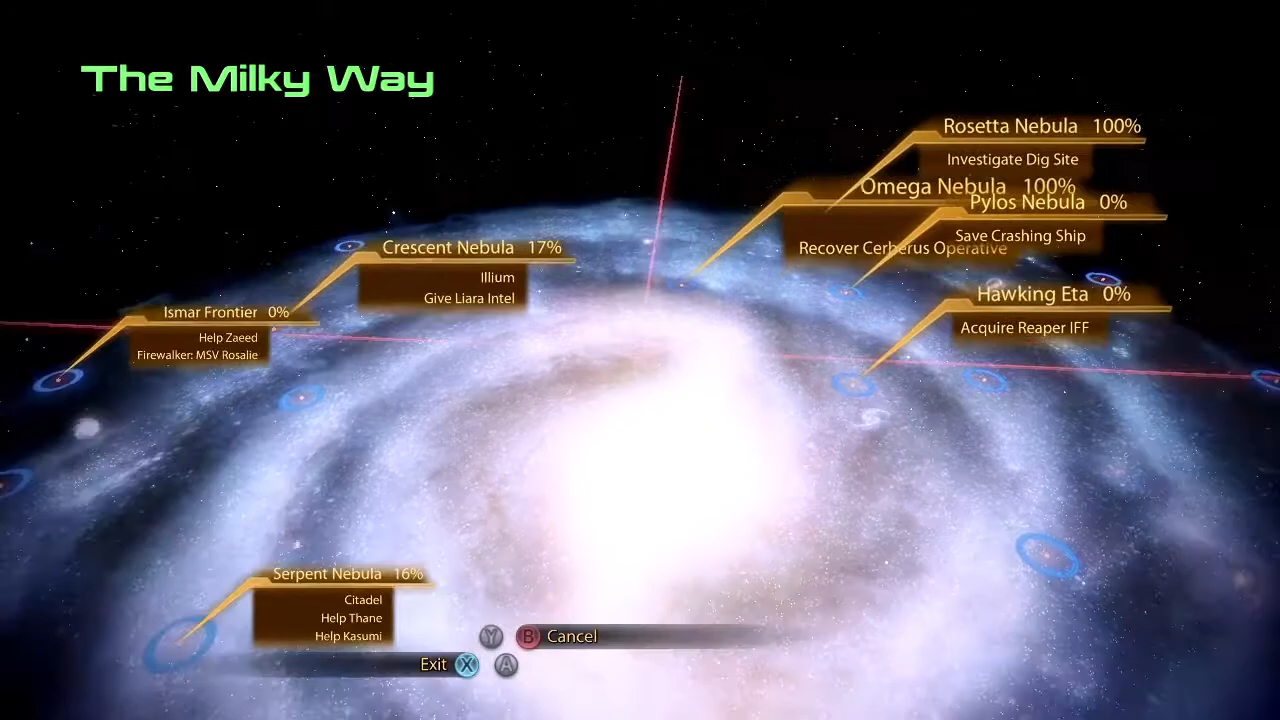 The Milky Way
Rosetta Nebula 100%
Investigate Dig Site
Omega Nebula 100%
Recover Cerberus Operative
Pylos Nebula 0%
Save Crashing Ship
Crescent Nebula 17%
Illium
Give Liara Intel
Hawking Eta 0%
Acquire Reaper IFF
Ismar Frontier 0%
Help Zaeed
Firewalker: MSV Rosalie
Serpent Nebula 16%
Citadel
Help Thane
Help Kasumi
Y B Cancel
Exit X A